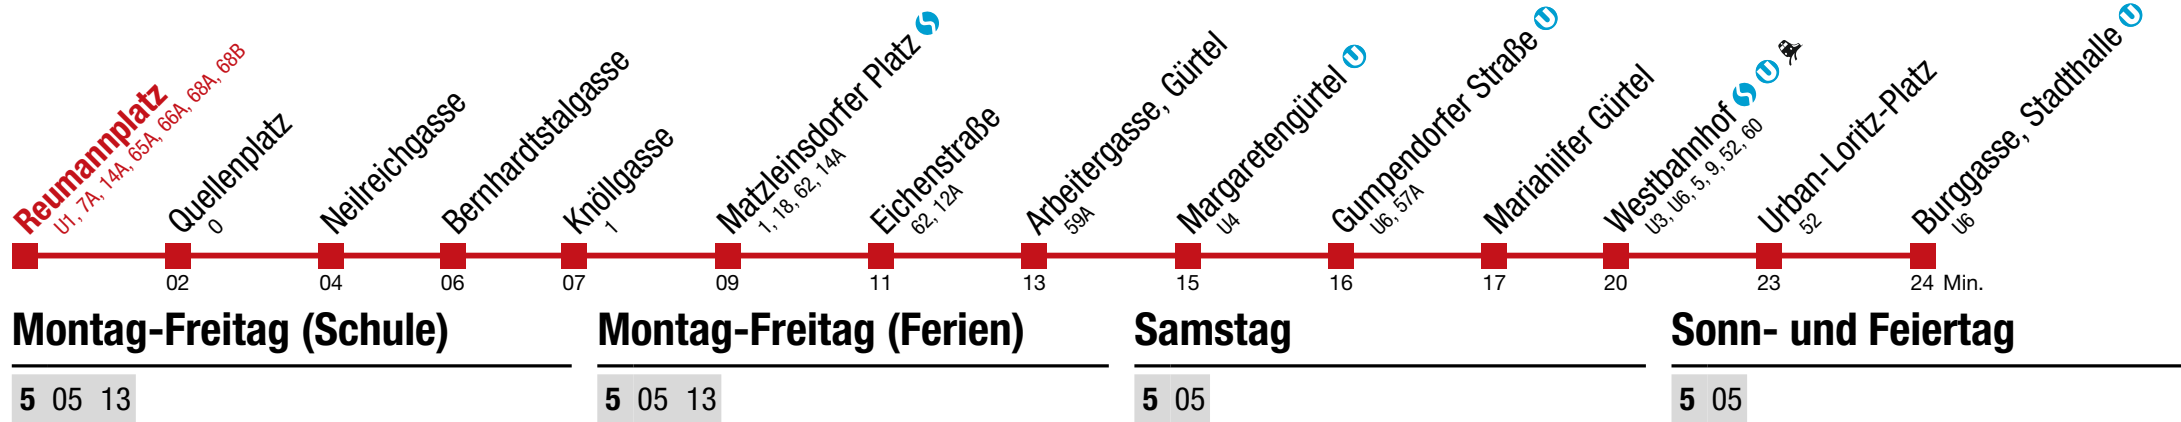 Reumannplatz
U1, 7A, 14A, 65A, 66A, 68A, 68B
Quellenplatz
0
Neilreichgasse
Bernhardtstalgasse
Knöllgasse
1
Matzleinsdorfer Platz
1, 18, 62, 14A
Eichenstraße
62, 12A
Arbeitergasse, Gürtel
59A
Margaretengürtel U
U4
Gumpendorfer Straße U
U6, 57A
Mariahilfer Gürtel
Westbahnhof U
U3, U6, 5, 9, 52, 60
Urban-Loritz-Platz
52
Burggasse, Stadthalle U
U6
02 04 06 07 09 11 13 15 16 17 20 23 24 Min.
Montag-Freitag (Schule)
5 05 13
Montag-Freitag (Ferien)
5 05 13
Samstag
5 05
Sonn- und Feiertag
5 05